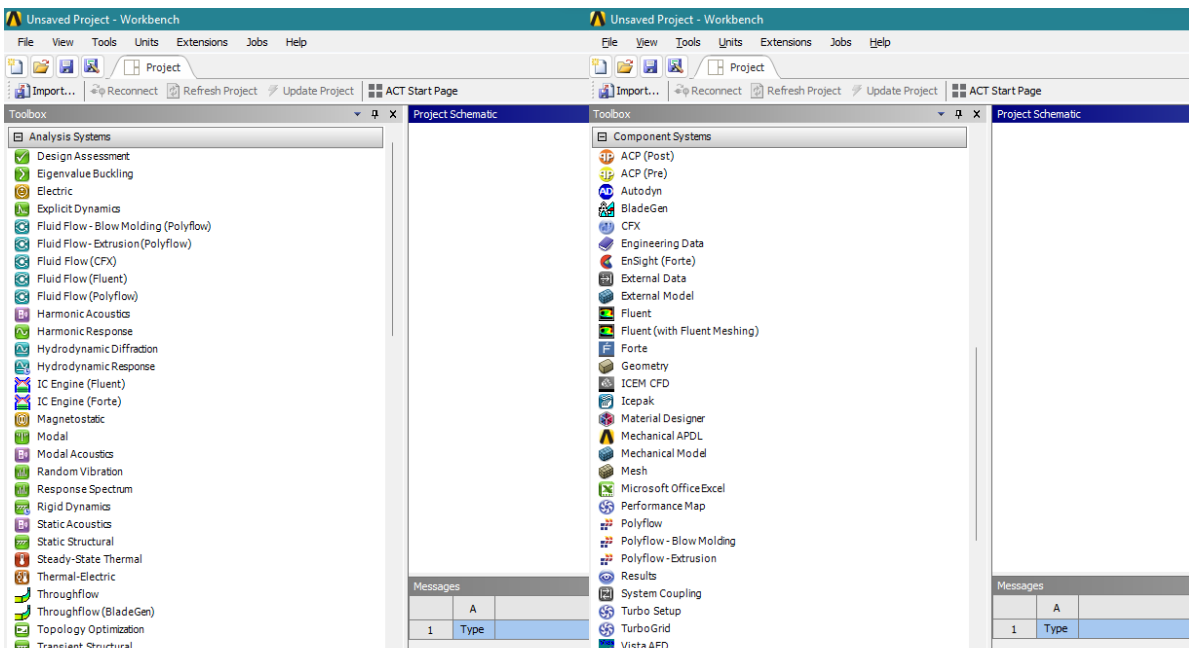 Unsaved Project - Workbench
File View Tools Units Extensions Jobs Help
Project
Import... Reconnect Refresh Project Update Project ACT Start Page
Toolbox
Project Schematic
Analysis Systems
Design Assessment
Eigenvalue Buckling
Electric
Explicit Dynamics
Fluid Flow - Blow Molding (Polyflow)
Fluid Flow - Extrusion (Polyflow)
Fluid Flow (CFX)
Fluid Flow (Fluent)
Fluid Flow (Polyflow)
Harmonic Acoustics
Harmonic Response
Hydrodynamic Diffraction
Hydrodynamic Response
IC Engine (Fluent)
IC Engine (Forte)
Magnetostatic
Modal
Modal Acoustics
Random Vibration
Response Spectrum
Rigid Dynamics
Static Acoustics
Static Structural
Steady-State Thermal
Thermal-Electric
Throughflow
Throughflow (BladeGen)
Topology Optimization
Transient Structural
Messages
A
1 Type
Unsaved Project - Workbench
File View Tools Units Extensions Jobs Help
Project
Import... Reconnect Refresh Project Update Project ACT Start Page
Toolbox
Project Schematic
Component Systems
ACP (Post)
ACP (Pre)
Autodyn
BladeGen
CFX
Engineering Data
EnSight (Forte)
External Data
External Model
Fluent
Fluent (with Fluent Meshing)
Forte
Geometry
ICEM CFD
Icepak
Material Designer
Mechanical APDL
Mechanical Model
Mesh
Microsoft Office Excel
Performance Map
Polyflow
Polyflow - Blow Molding
Polyflow - Extrusion
Results
System Coupling
Turbo Setup
TurboGrid
Vista AFD
Messages
A
1 Type